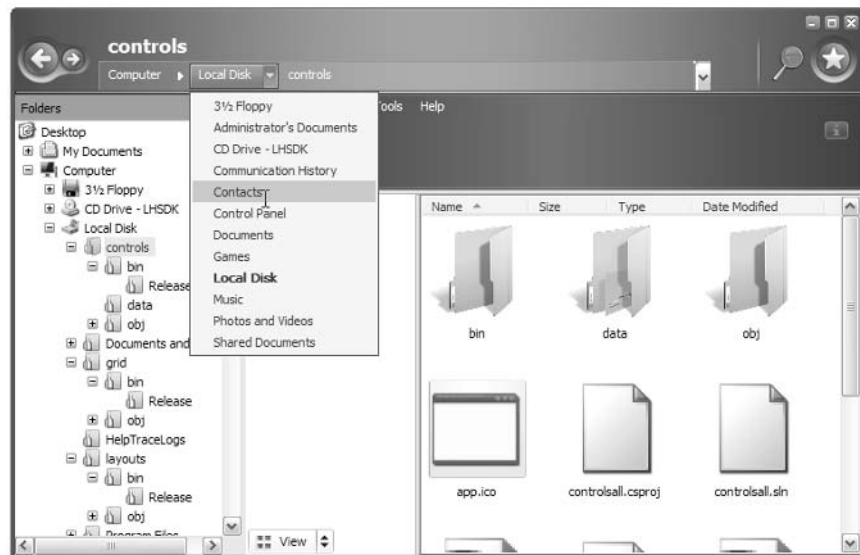 controls
Computer Local Disk controls
Folders
Tools Help
3½ Floppy
Administrator's Documents
CD Drive - LHSDK
Communication History
Contacts
Control Panel
Documents
Games
Local Disk
Music
Photos and Videos
Shared Documents
Desktop
My Documents
Computer
3½ Floppy
CD Drive - LHSDK
Local Disk
controls
bin
Release
data
obj
Documents and
grid
bin
Release
obj
HelpTraceLogs
layouts
bin
Release
obj
Program Files
Name Size Type Date Modified
bin data obj
app.ico controlsall.csproj controlsall.sln
View